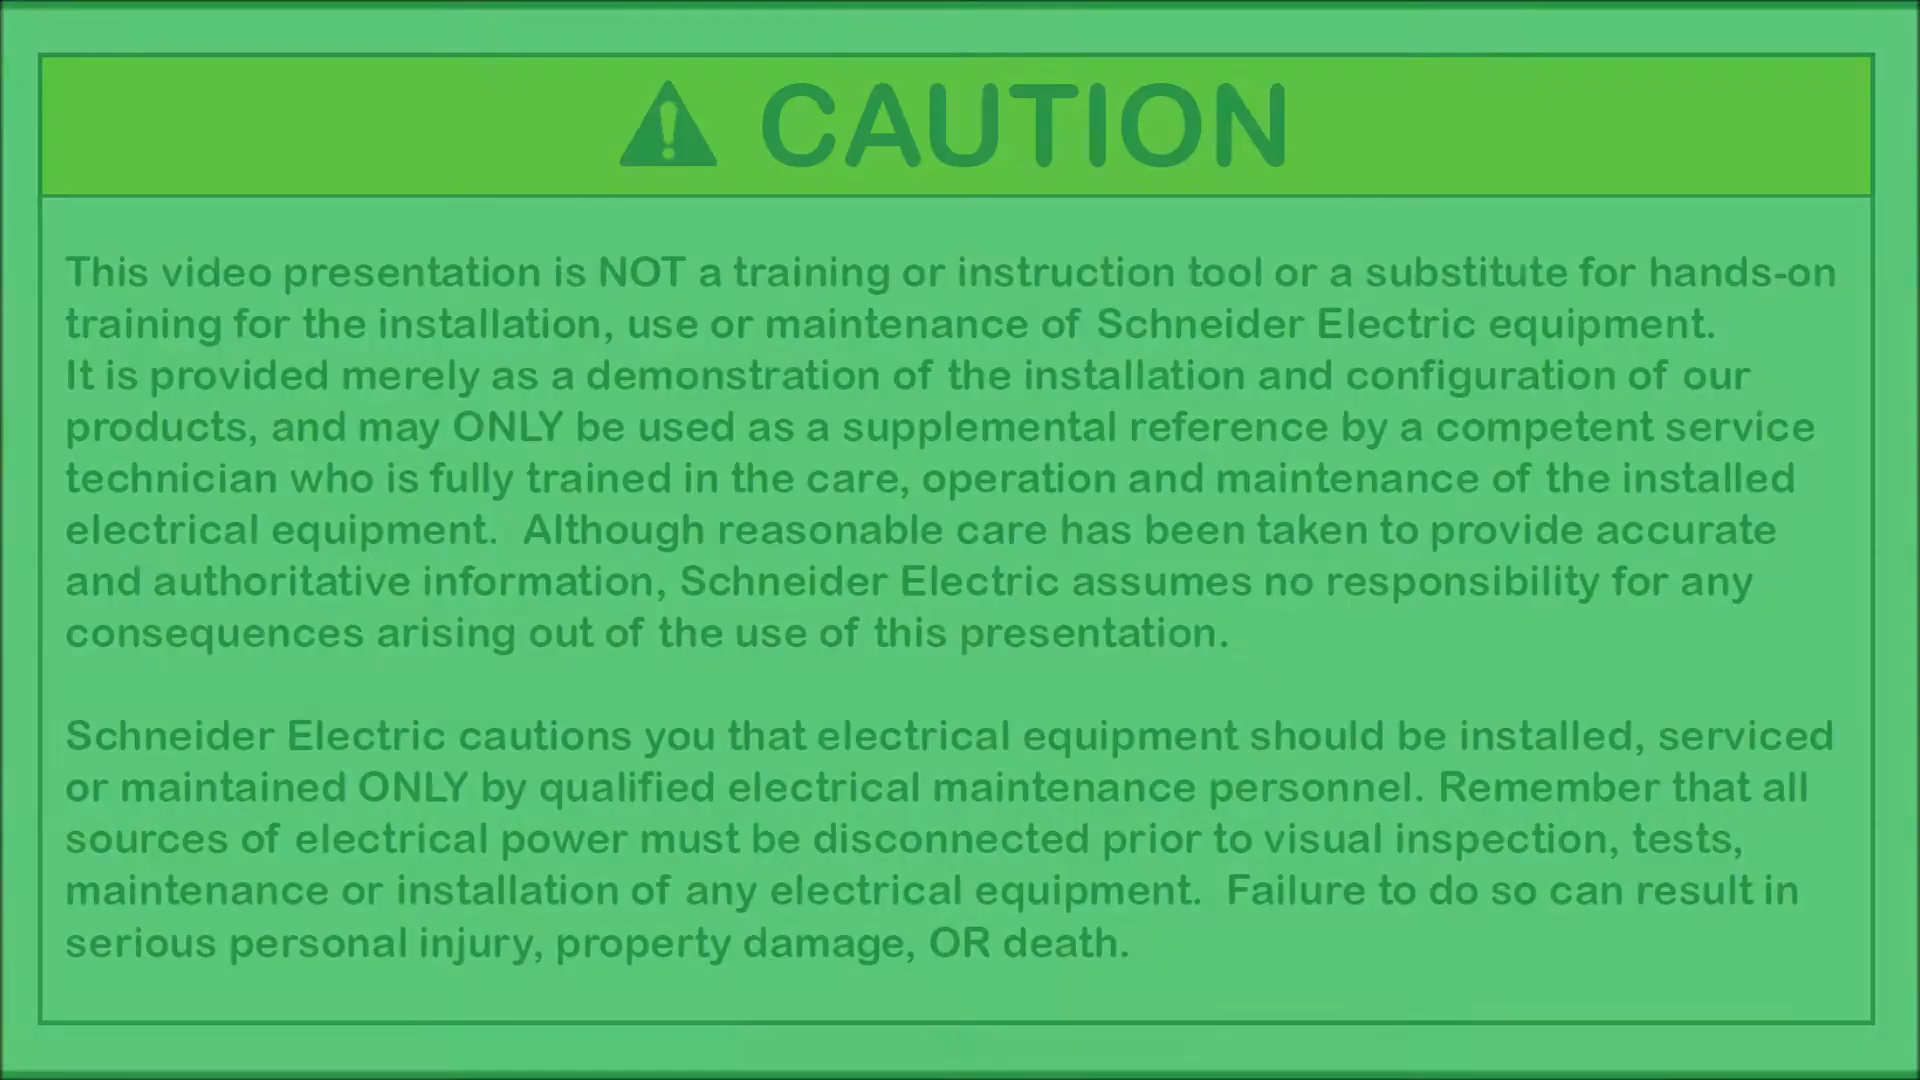 CAUTION
This video presentation is NOT a training or instruction tool or a substitute for hands-on
training for the installation, use or maintenance of Schneider Electric equipment.
It is provided merely as a demonstration of the installation and configuration of our
products, and may ONLY be used as a supplemental reference by a competent service
technician who is fully trained in the care, operation and maintenance of the installed
electrical equipment.  Although reasonable care has been taken to provide accurate
and authoritative information, Schneider Electric assumes no responsibility for any
consequences arising out of the use of this presentation.
Schneider Electric cautions you that electrical equipment should be installed, serviced
or maintained ONLY by qualified electrical maintenance personnel. Remember that all
sources of electrical power must be disconnected prior to visual inspection, tests,
maintenance or installation of any electrical equipment.  Failure to do so can result in
serious personal injury, property damage, OR death.